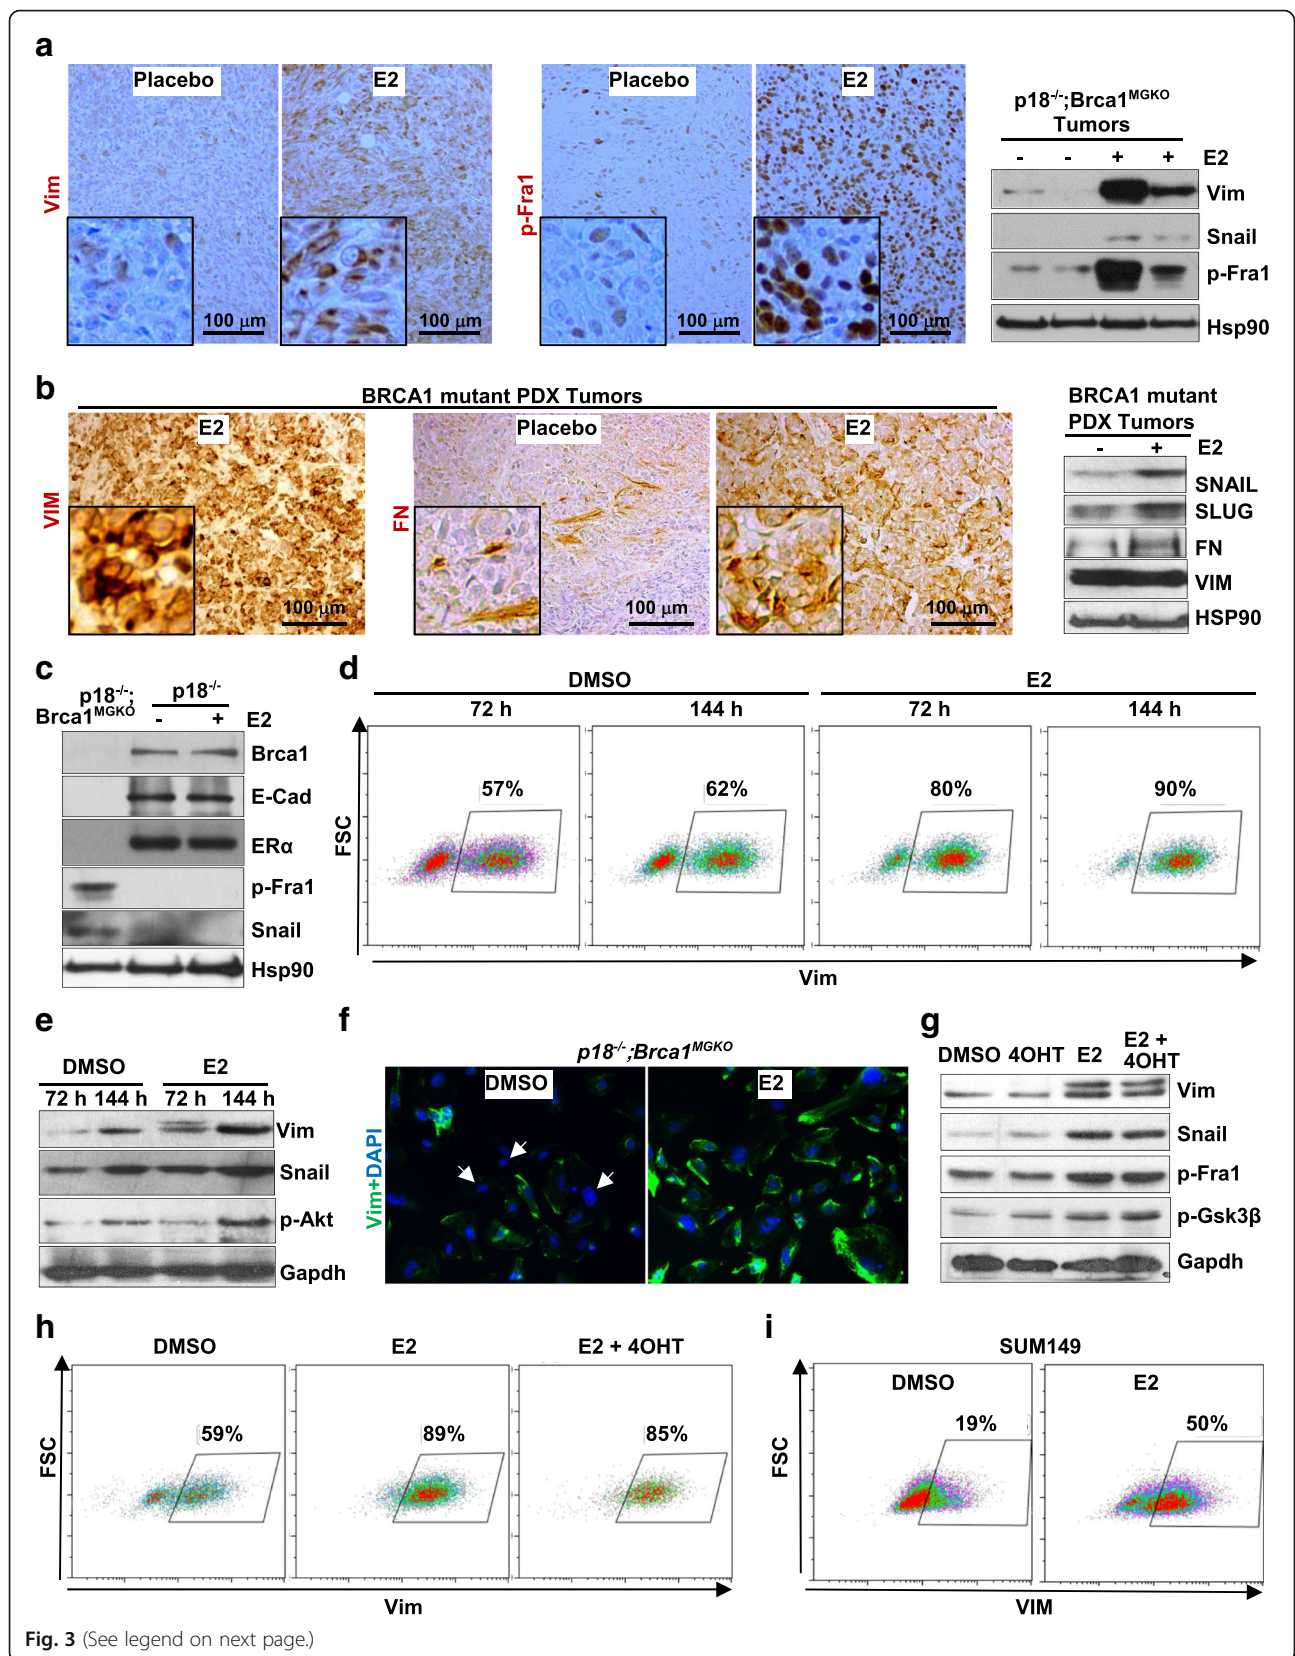 a
Placebo
E2
Placebo
E2
Vim
p-Fra1
100 μm
100 μm
100 μm
100 μm
p18-/-;Brca1MGKO
Tumors
- - + + E2
Vim
Snail
p-Fra1
Hsp90
b
BRCA1 mutant PDX Tumors
E2
Placebo
E2
VIM
FN
100 μm
100 μm
100 μm
BRCA1 mutant
PDX Tumors
- + E2
SNAIL
SLUG
FN
VIM
HSP90
c
p18-/-;
Brca1MGKO
p18-/-
- + E2
Brca1
E-Cad
ERα
p-Fra1
Snail
Hsp90
d
DMSO
E2
72 h
144 h
72 h
144 h
57%
62%
80%
90%
FSC
Vim
e
DMSO
E2
72 h 144 h 72 h 144 h
Vim
Snail
p-Akt
Gapdh
f
p18-/-;Brca1MGKO
DMSO
E2
Vim+DAPI
g
DMSO 4OHT E2 E2 +
4OHT
Vim
Snail
p-Fra1
p-Gsk3β
Gapdh
h
DMSO
E2
E2 + 4OHT
59%
89%
85%
FSC
Vim
i
SUM149
DMSO
E2
19%
50%
FSC
VIM
Fig. 3 (See legend on next page.)